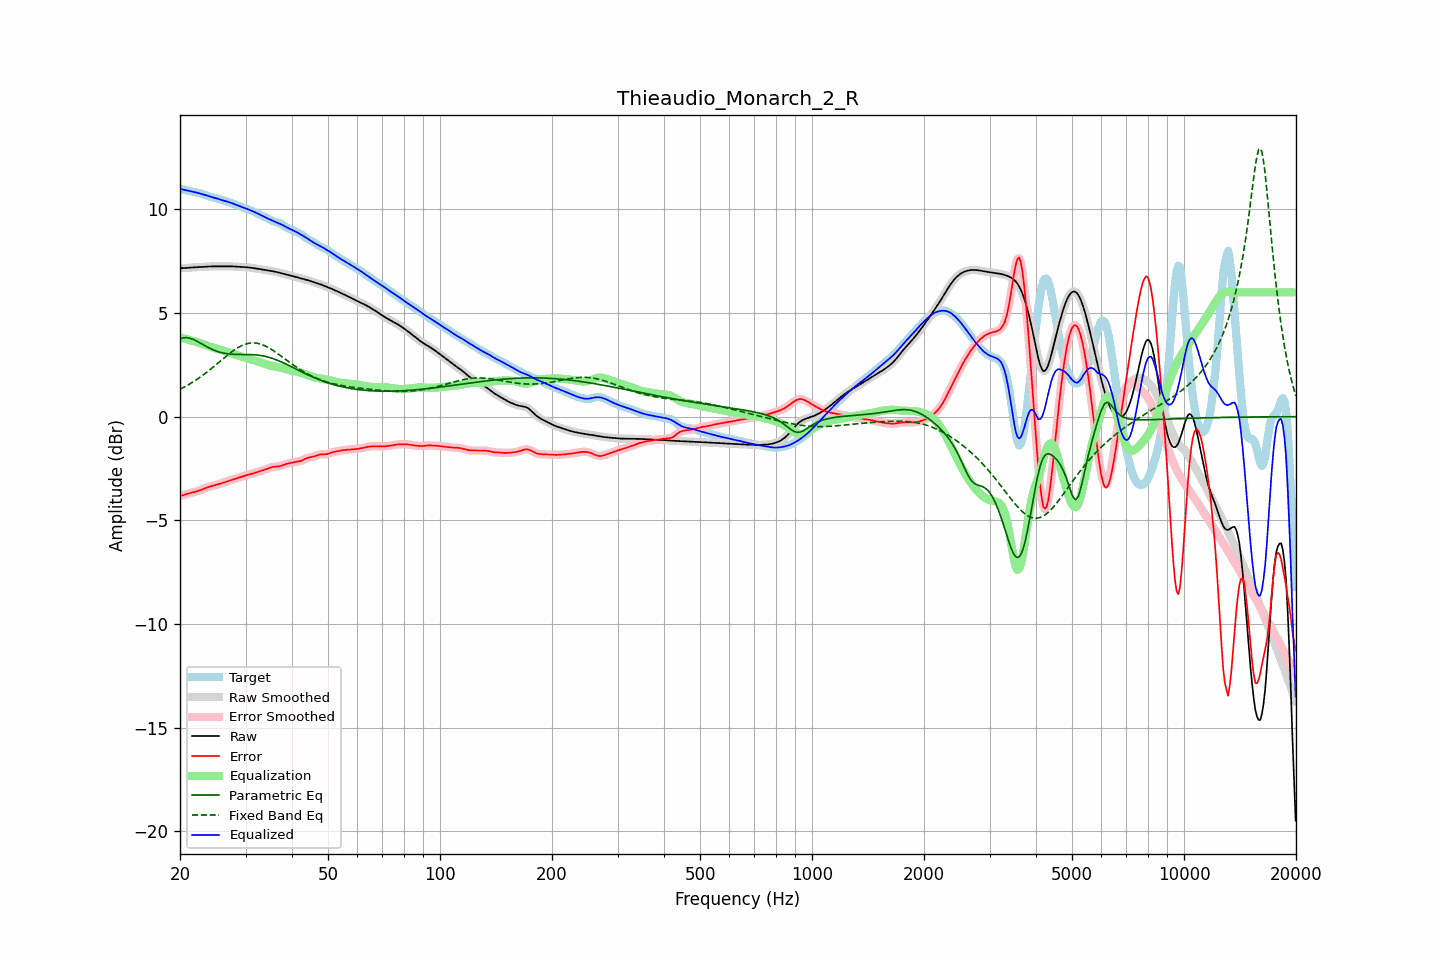 Thieaudio_Monarch_2_R
Amplitude (dBr)
10
5
0
−5
−10
−15
−20
Target
Raw Smoothed
Error Smoothed
Raw
Error
Equalization
Parametric Eq
Fixed Band Eq
Equalized
20 50 100 200 500 1000 2000 5000 10000 20000
Frequency (Hz)